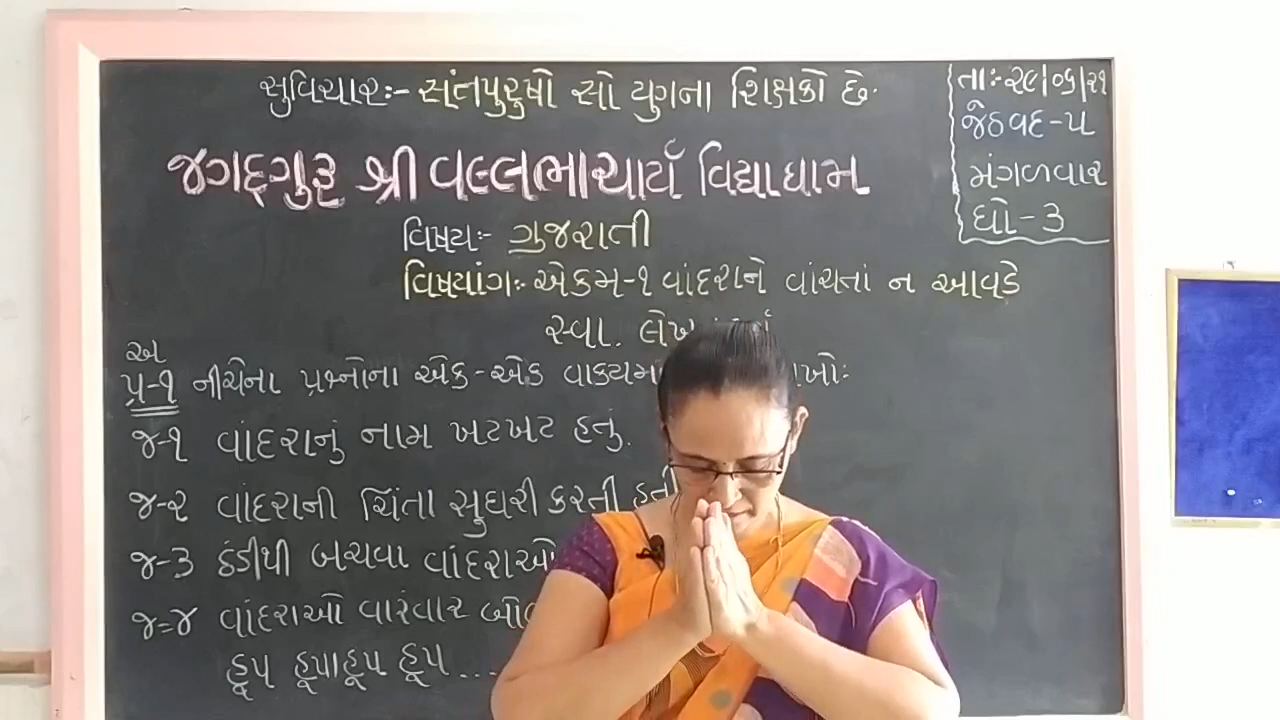 સુવિચારઃ- સંતપુરુષો સૌ યુગના શિક્ષકો છે.
તાઃ-૨૯/૦૬/૨૧
જેઠવદ-૫
મંગળવાર
ધો-૩
જગદ્દગુરૂ શ્રી વલ્લભાચાર્ય વિદ્યાધામ
વિષયઃ- ગુજરાતી
વિષયાંગઃ- એકમ-૧ વાંદરાને વાંચતાં ન આવડે
સ્વા.
અ
પ્ર-૧ નીચેના પ્રશ્નોના એક-એક
જ-૧ વાંદરાનું નામ ખટખટ હતું.
જ-૨ વાંદરાની ચિંતા સુઘરી કરતી હતી
જ-૩ ઠંડીથી બચવા વાંદરાઓ
જ-૪ વાંદરાઓ વારંવાર
હૂપ હૂપાહૂપ હૂપ....